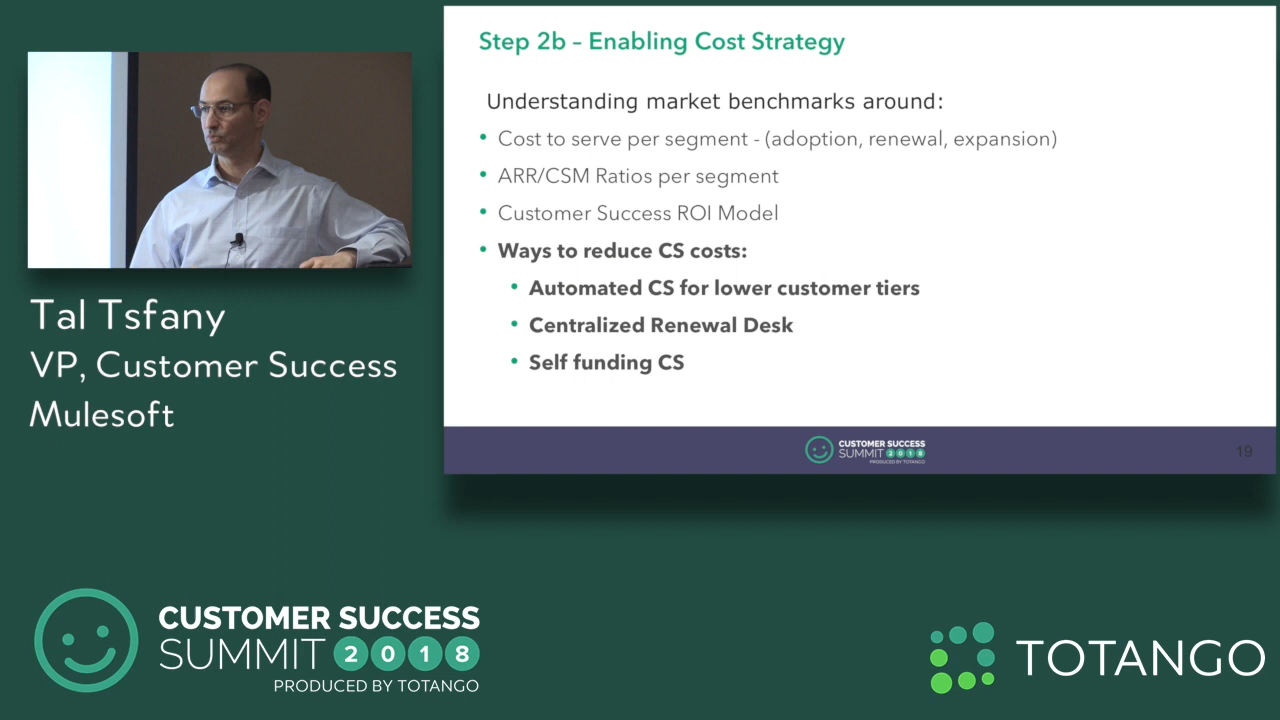 Step 2b – Enabling Cost Strategy
Understanding market benchmarks around:
• Cost to serve per segment - (adoption, renewal, expansion)
• ARR/CSM Ratios per segment
• Customer Success ROI Model
• Ways to reduce CS costs:
• Automated CS for lower customer tiers
• Centralized Renewal Desk
• Self funding CS
CUSTOMER SUCCESS
SUMMIT 2018
PRODUCED BY TOTANGO
19
Tal Tsfany
VP, Customer Success
Mulesoft
CUSTOMER SUCCESS
SUMMIT 2018
PRODUCED BY TOTANGO
TOTANGO